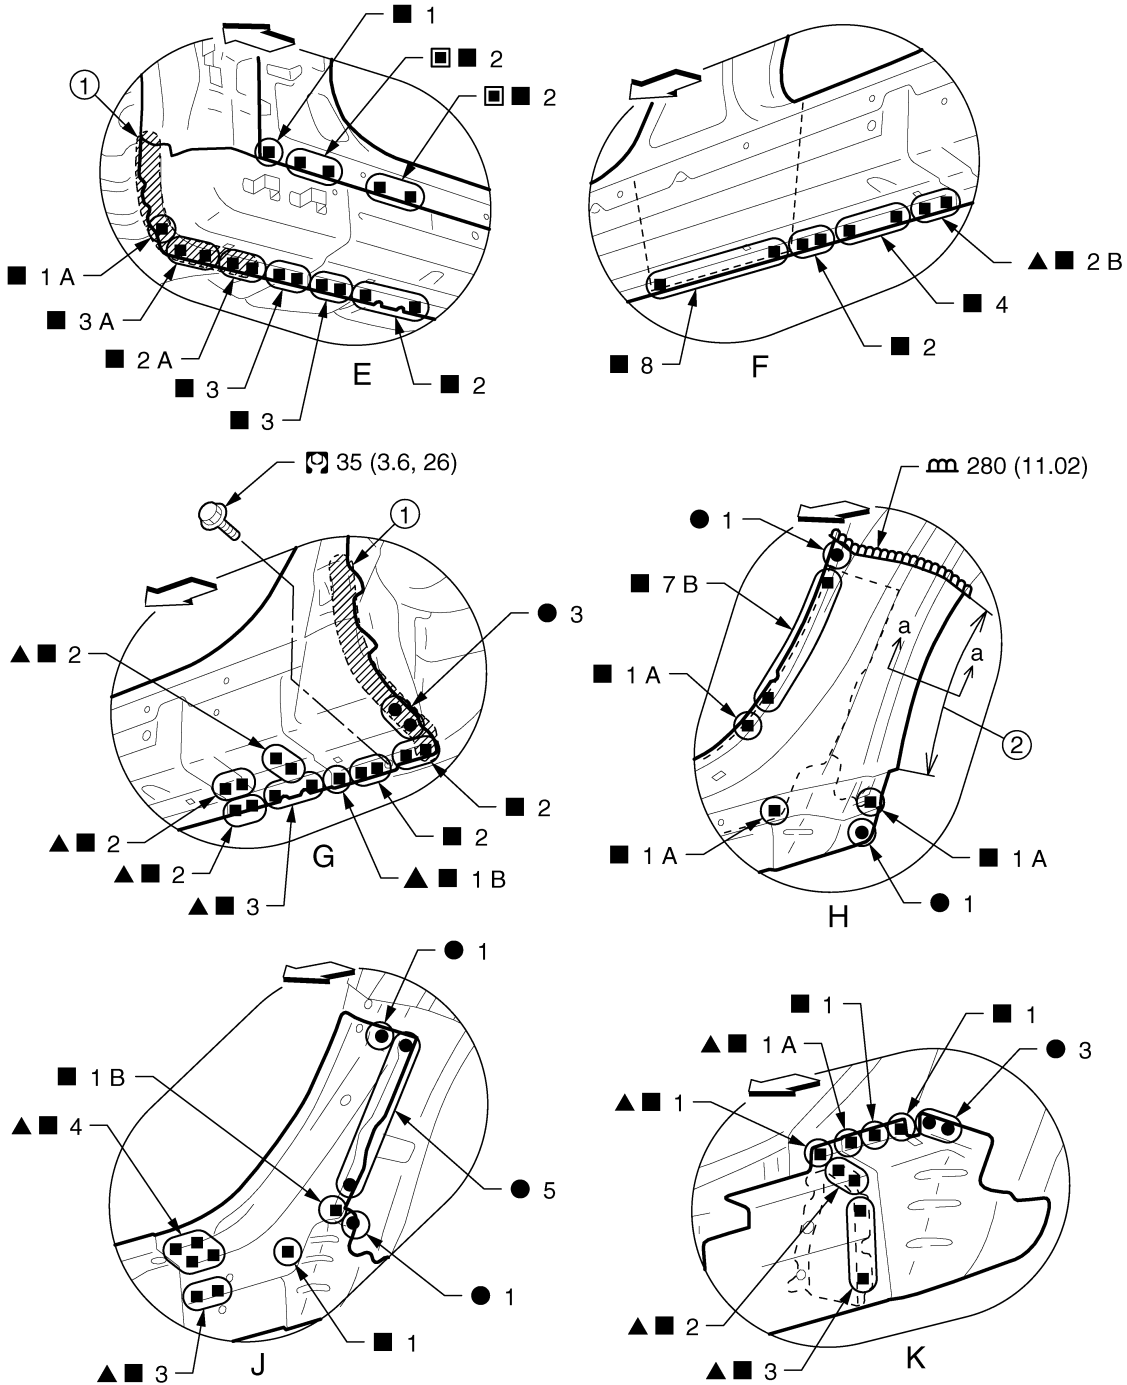 ■ 1
▣ ■ 2
▣ ■ 2
①
■ 1 A
■ 3 A
■ 2 A
■ 3
■ 3
■ 2
E
▲ ■ 2 B
■ 4
■ 2
■ 8
F
35 (3.6, 26)
①
● 3
▲ ■ 2
▲ ■ 2
▲ ■ 2
▲ ■ 3
▲ ■ 1 B
■ 2
■ 2
G
280 (11.02)
● 1
■ 7 B
■ 1 A
a
a
②
■ 1 A
■ 1 A
● 1
H
● 1
■ 1 B
▲ ■ 4
● 5
● 1
■ 1
▲ ■ 3
J
■ 1
■ 1
▲ ■ 1 A
● 3
▲ ■ 1
▲ ■ 2
▲ ■ 3
K